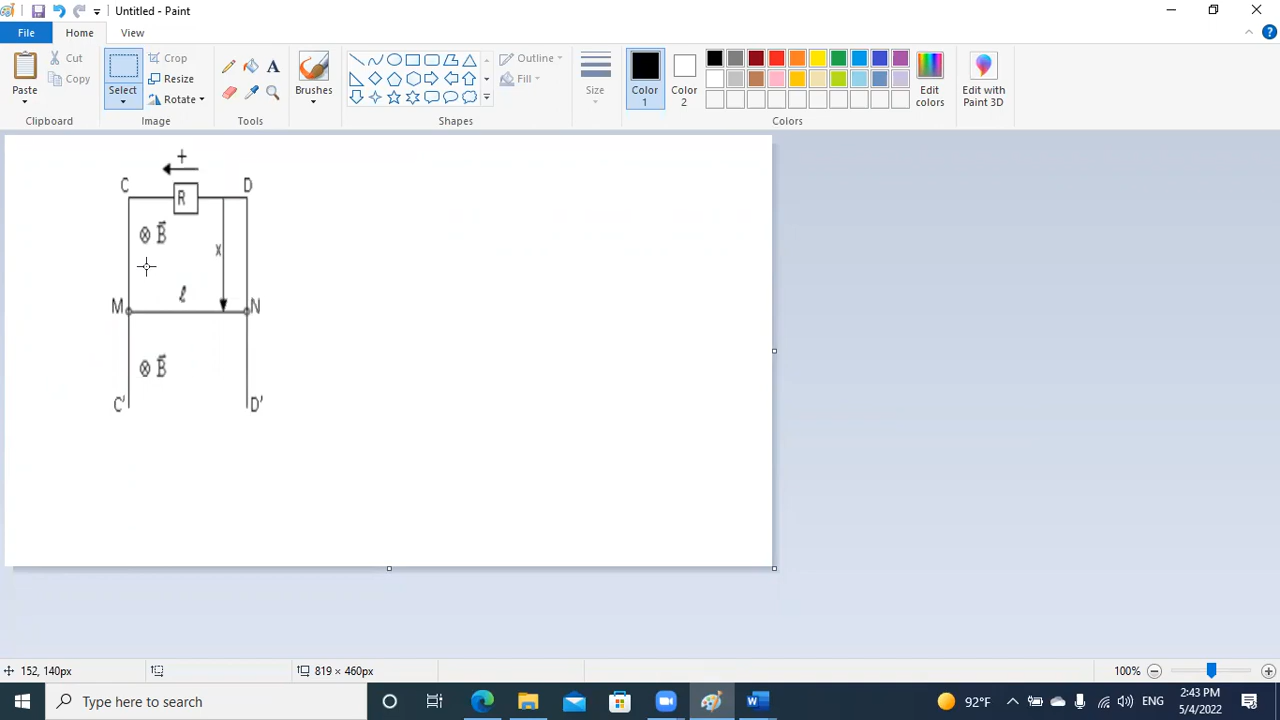 Untitled - Paint
File Home View
Paste
Cut
Copy
Clipboard
Select
Crop
Resize
Rotate
Image
Tools
Brushes
Outline
Fill
Shapes
Size
Color 1
Color 2
Edit colors
Colors
Edit with Paint 3D
+
C R D
⊗ B⃗
x
ℓ
M N
⊗ B⃗
C' D'
152, 140px
819 × 460px
100%
Type here to search
92°F
ENG
2:43 PM
5/4/2022